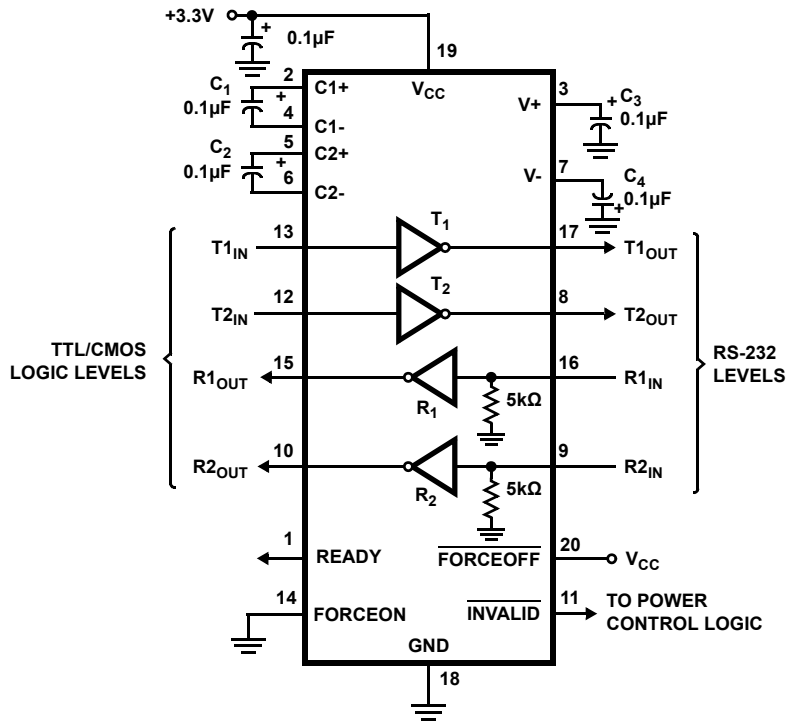 +3.3V
+
0.1µF
19
2
C1+
VCC
3
V+
+
C3
0.1µF
C1
0.1µF
+
4
C1-
5
C2+
C2
0.1µF
+
6
C2-
7
V-
C4
0.1µF
+
T1IN
13
T1
17
T1OUT
T2IN
12
T2
8
T2OUT
TTL/CMOS
LOGIC LEVELS
RS-232
LEVELS
R1OUT
15
R1
16
R1IN
5kΩ
R2OUT
10
R2
9
R2IN
5kΩ
1
READY
FORCEOFF
20
VCC
14
FORCEON
INVALID
11
TO POWER
CONTROL LOGIC
GND
18